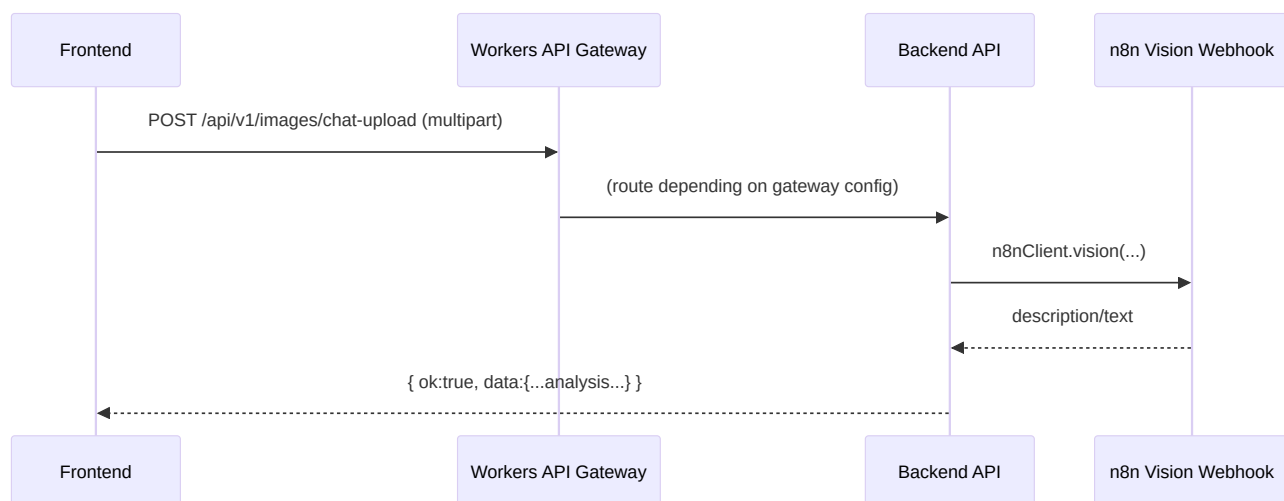 Frontend
Workers API Gateway
Backend API
n8n Vision Webhook
POST /api/v1/images/chat-upload (multipart)
(route depending on gateway config)
n8nClient.vision(...)
description/text
{ ok:true, data:{...analysis...} }
Frontend
Workers API Gateway
Backend API
n8n Vision Webhook